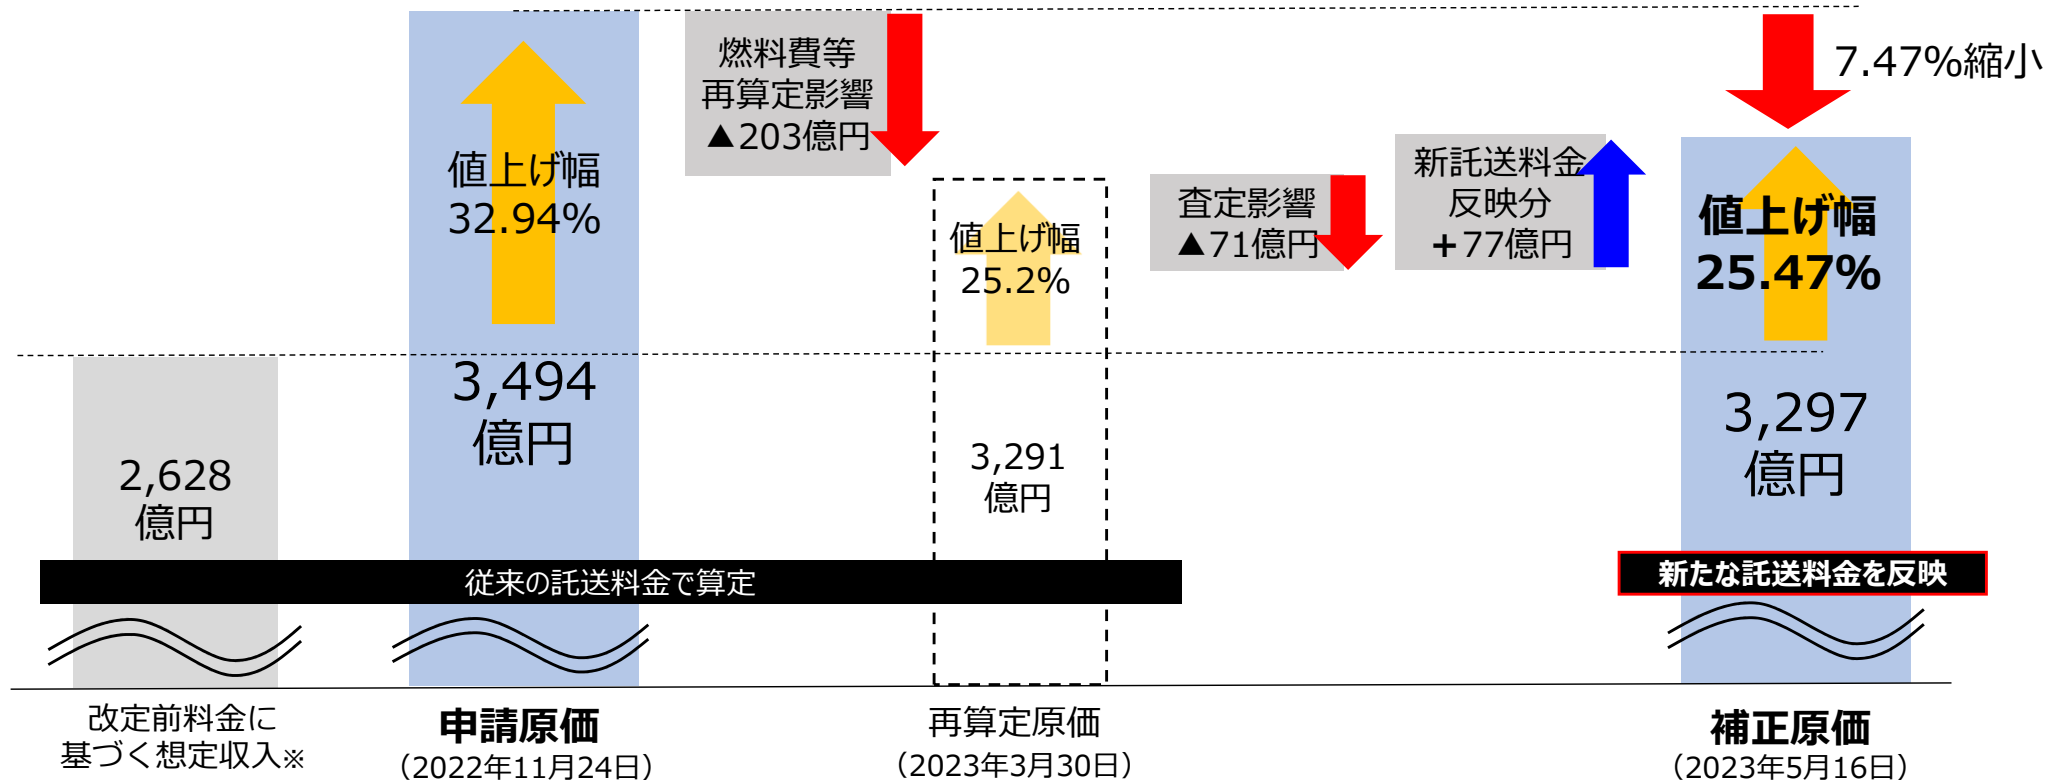 燃料費等
再算定影響
▲203億円
7.47%縮小
値上げ幅
32.94%
新託送料金
反映分
+77億円
査定影響
▲71億円
値上げ幅
25.2%
値上げ幅
25.47%
3,494
億円
3,297
億円
3,291
億円
2,628
億円
従来の託送料金で算定
新たな託送料金を反映
改定前料金に
基づく想定収入※
申請原価
（2022年11月24日）
再算定原価
（2023年3月30日）
補正原価
（2023年5月16日）